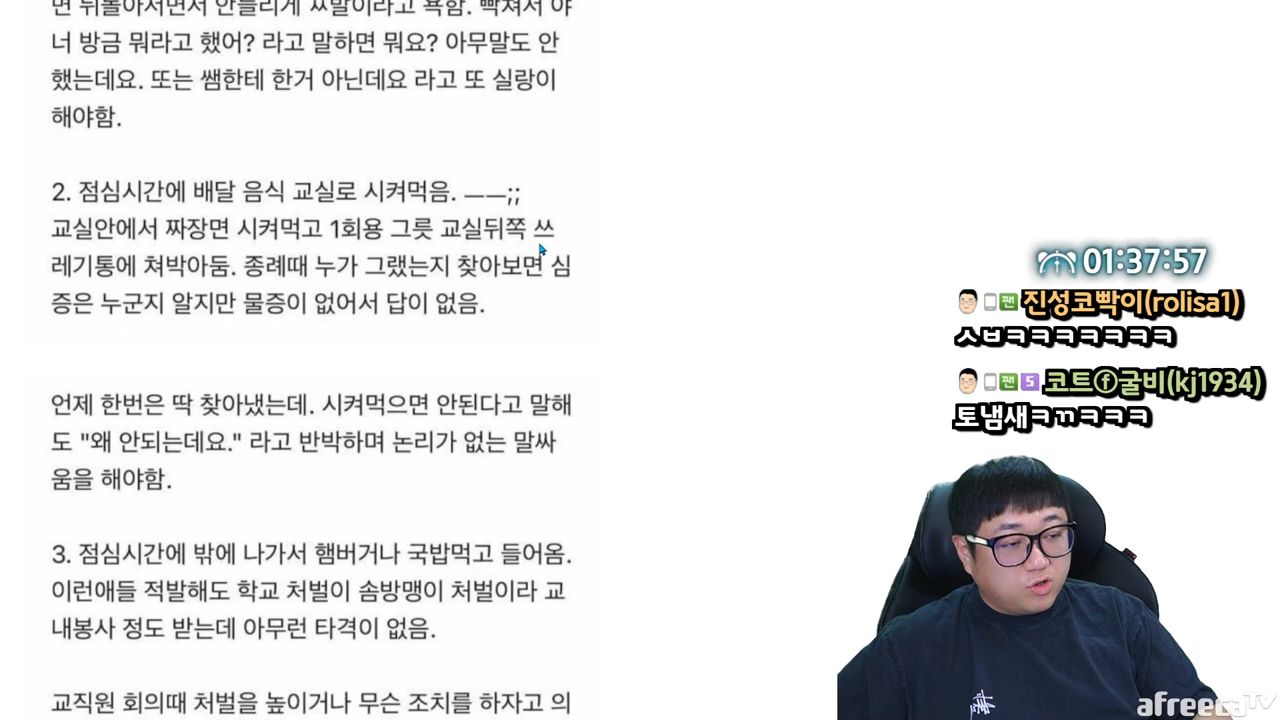 면 뒤돌아서면서 안들리게 ㅆ발이라고 욕함. 빡쳐서 야
너 방금 뭐라고 했어? 라고 말하면 뭐요? 아무말도 안
했는데요. 또는 쌤한테 한거 아닌데요 라고 또 실랑이
해야함.
2. 점심시간에 배달 음식 교실로 시켜먹음. ㅡㅡ;;
교실안에서 짜장면 시켜먹고 1회용 그릇 교실뒤쪽 쓰
레기통에 쳐박아둠. 종례때 누가 그랬는지 찾아보면 심
증은 누군지 알지만 물증이 없어서 답이 없음.
언제 한번은 딱 찾아냈는데. 시켜먹으면 안된다고 말해
도 "왜 안되는데요." 라고 반박하며 논리가 없는 말싸
움을 해야함.
3. 점심시간에 밖에 나가서 햄버거나 국밥먹고 들어옴.
이런애들 적발해도 학교 처벌이 솜방맹이 처벌이라 교
내봉사 정도 받는데 아무런 타격이 없음.
교직원 회의때 처벌을 높이거나 무슨 조치를 하자고 의
01:37:57
팬 진성코빡이(rolisa1)
ㅅㅂㅋㅋㅋㅋㅋㅋㅋ
팬 S 코트ⓕ굴비(kj1934)
토냄새ㅋㄲㅋㅋㅋ
afreecaTV